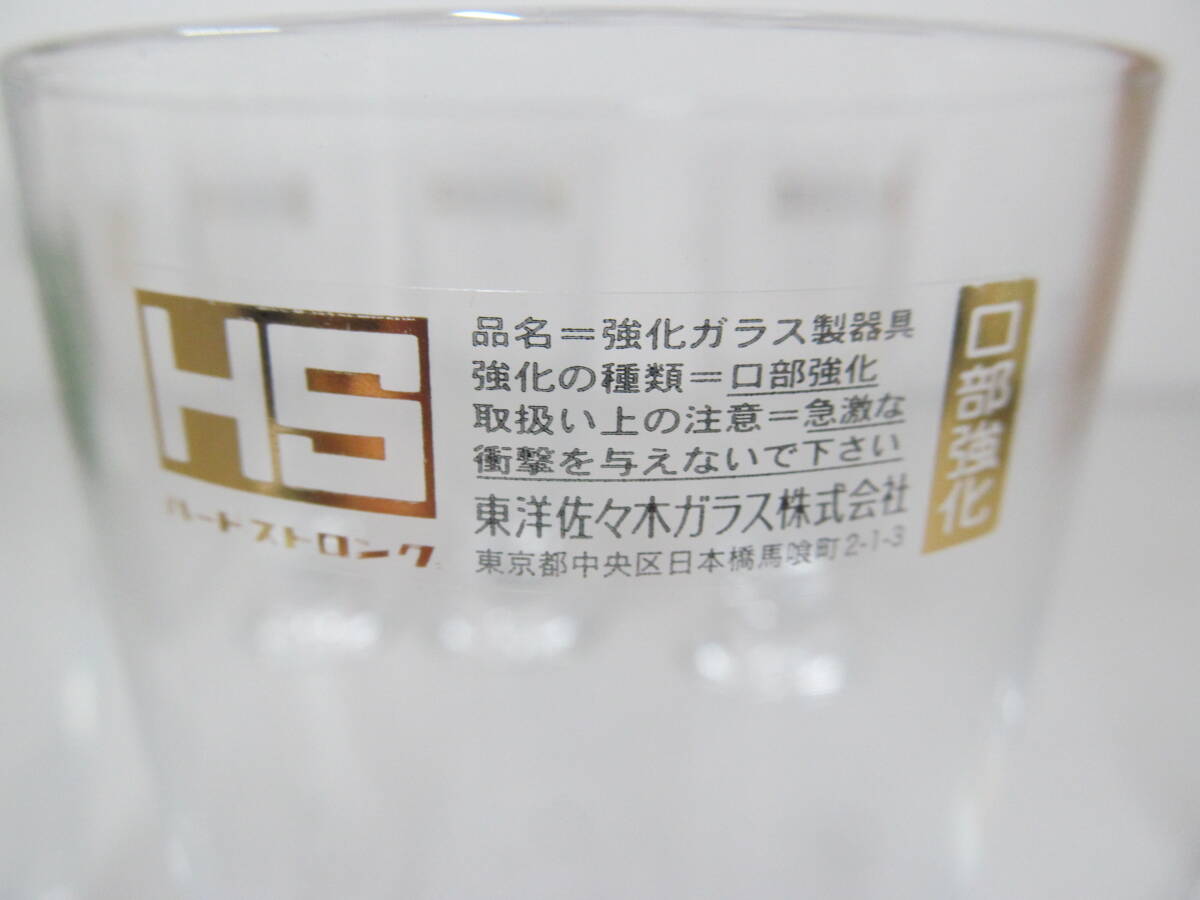 HS
ハードストロング
品名＝強化ガラス製器具
強化の種類＝口部強化
取扱い上の注意＝急激な
衝撃を与えないで下さい
東洋佐々木ガラス株式会社
東京都中央区日本橋馬喰町2-1-3
口部強化